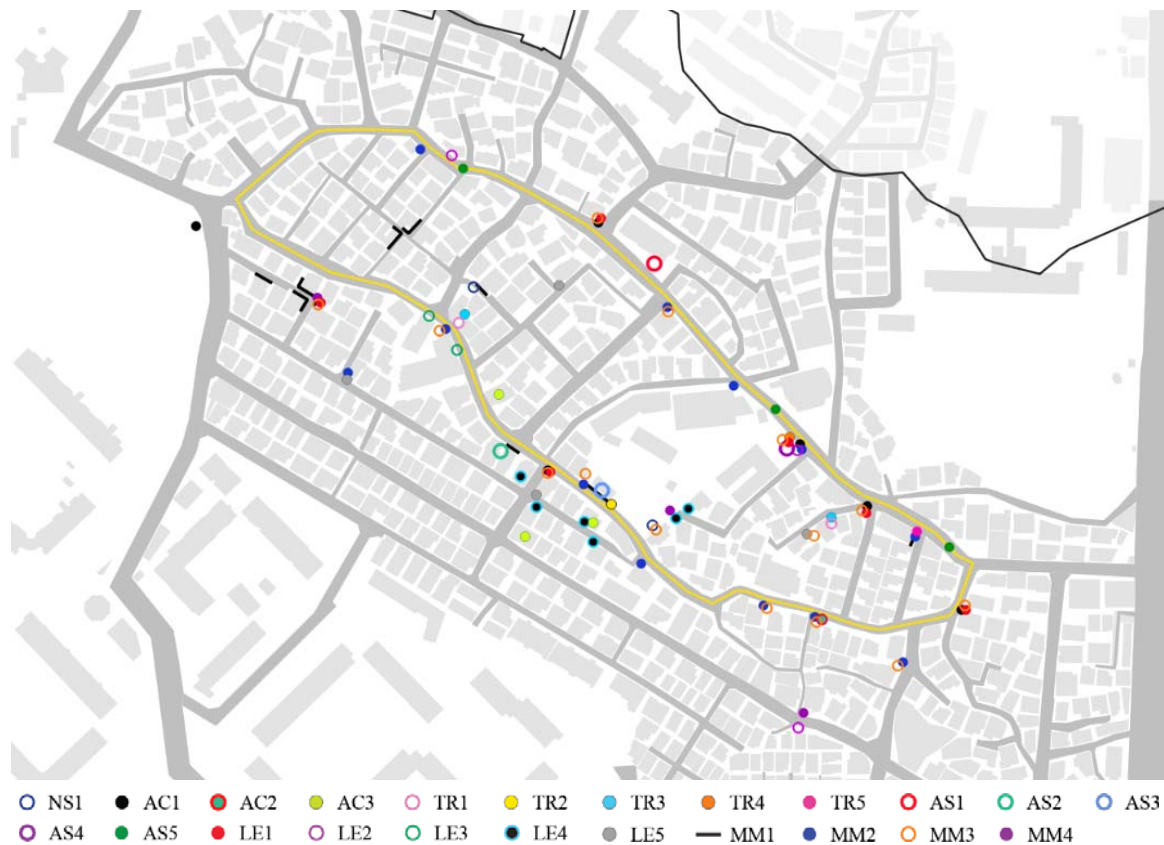 NS1 AC1 AC2 AC3 TR1 TR2 TR3 TR4 TR5 AS1 AS2 AS3
AS4 AS5 LE1 LE2 LE3 LE4 LE5 MM1 MM2 MM3 MM4